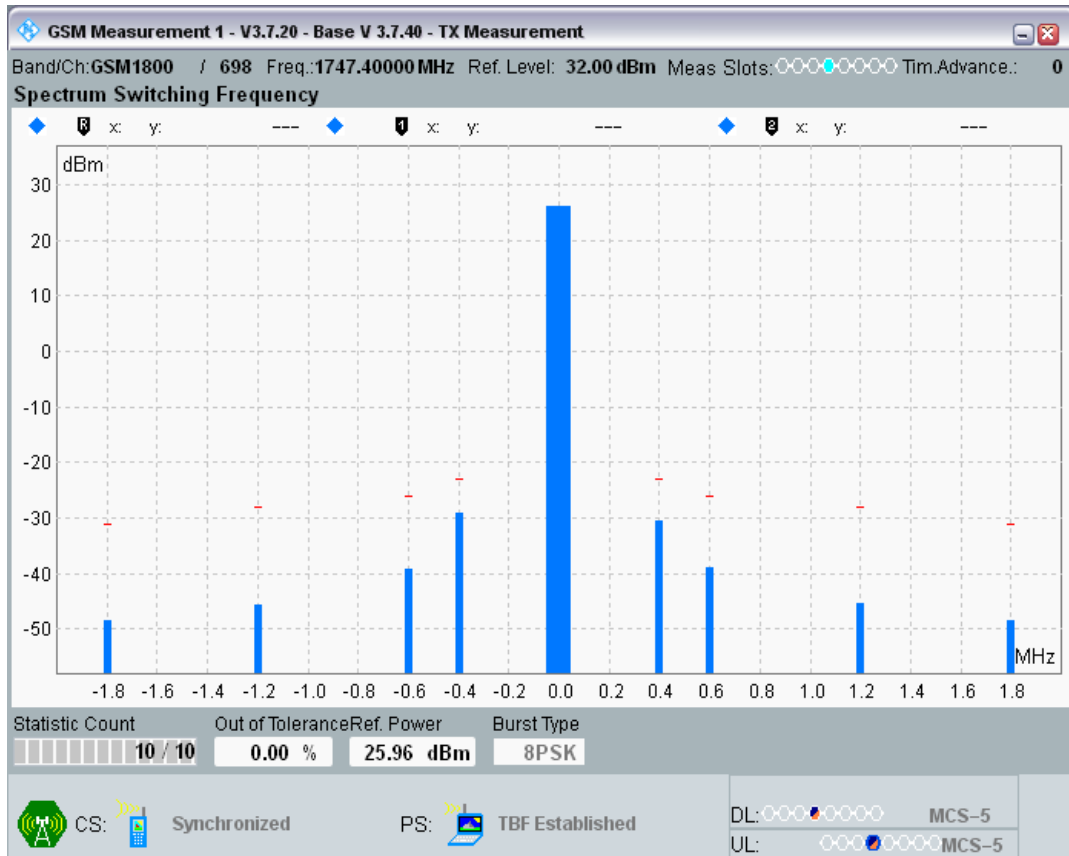 GSM Measurement 1 - V3.7.20 - Base V 3.7.40 - TX Measurement
Band/Ch:GSM1800 / 698 Freq.:1747.40000 MHz Ref. Level: 32.00 dBm Meas Slots: Tim.Advance.: 0
Spectrum Switching Frequency
R x: y: --- 1 x: y: --- 2 x: y: ---
dBm
30
20
10
0
-10
-20
-30
-40
-50
MHz
-1.8 -1.6 -1.4 -1.2 -1.0 -0.8 -0.6 -0.4 -0.2 0.0 0.2 0.4 0.6 0.8 1.0 1.2 1.4 1.6 1.8
Statistic Count Out of Tolerance Ref. Power Burst Type
10 / 10 0.00 % 25.96 dBm 8PSK
CS: Synchronized PS: TBF Established
DL: MCS-5
UL: MCS-5